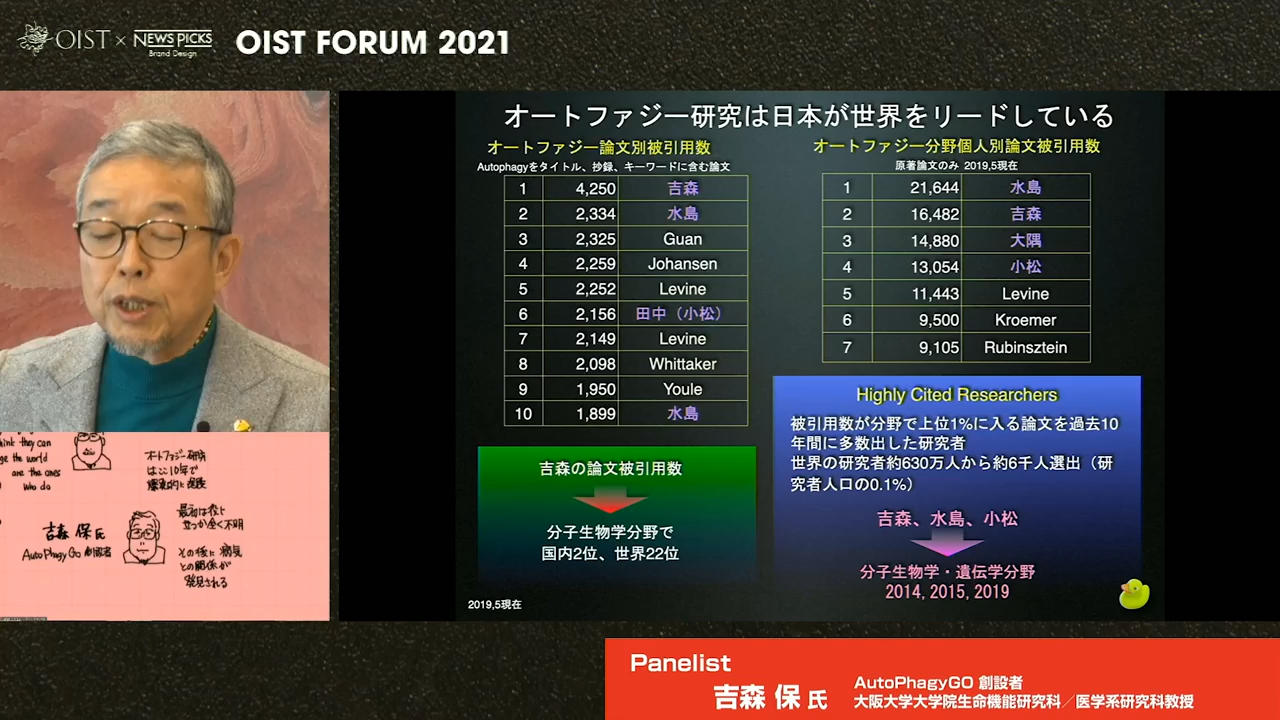 OIST × NEWSPICKS
Brand Design
OIST FORUM 2021
オートファジー研究は日本が世界をリードしている
オートファジー論文別被引用数
Autophagyをタイトル、抄録、キーワードに含む論文
1 4,250 吉森
2 2,334 水島
3 2,325 Guan
4 2,259 Johansen
5 2,252 Levine
6 2,156 田中（小松）
7 2,149 Levine
8 2,098 Whittaker
9 1,950 Youle
10 1,899 水島
オートファジー分野個人別論文被引用数
原著論文のみ 2019,5現在
1 21,644 水島
2 16,482 吉森
3 14,880 大隅
4 13,054 小松
5 11,443 Levine
6 9,500 Kroemer
7 9,105 Rubinsztein
吉森の論文被引用数
分子生物学分野で
国内2位、世界22位
2019,5現在
Highly Cited Researchers
被引用数が分野で上位1%に入る論文を過去10
年間に多数出した研究者
世界の研究者約630万人から約6千人選出（研
究者人口の0.1%）
吉森、水島、小松
分子生物学・遺伝学分野
2014, 2015, 2019
hink they can
ge the world
are the ones
who do
オートファジー研究
はここ10年で
爆発的に
吉森 保氏
AutoPhagyGo 創設者
最初は役に
立つか全く不明
その後に病気
との関係が
発見される
Panelist
吉森 保 氏
AutoPhagyGO 創設者
大阪大学大学院生命機能研究科／医学系研究科教授